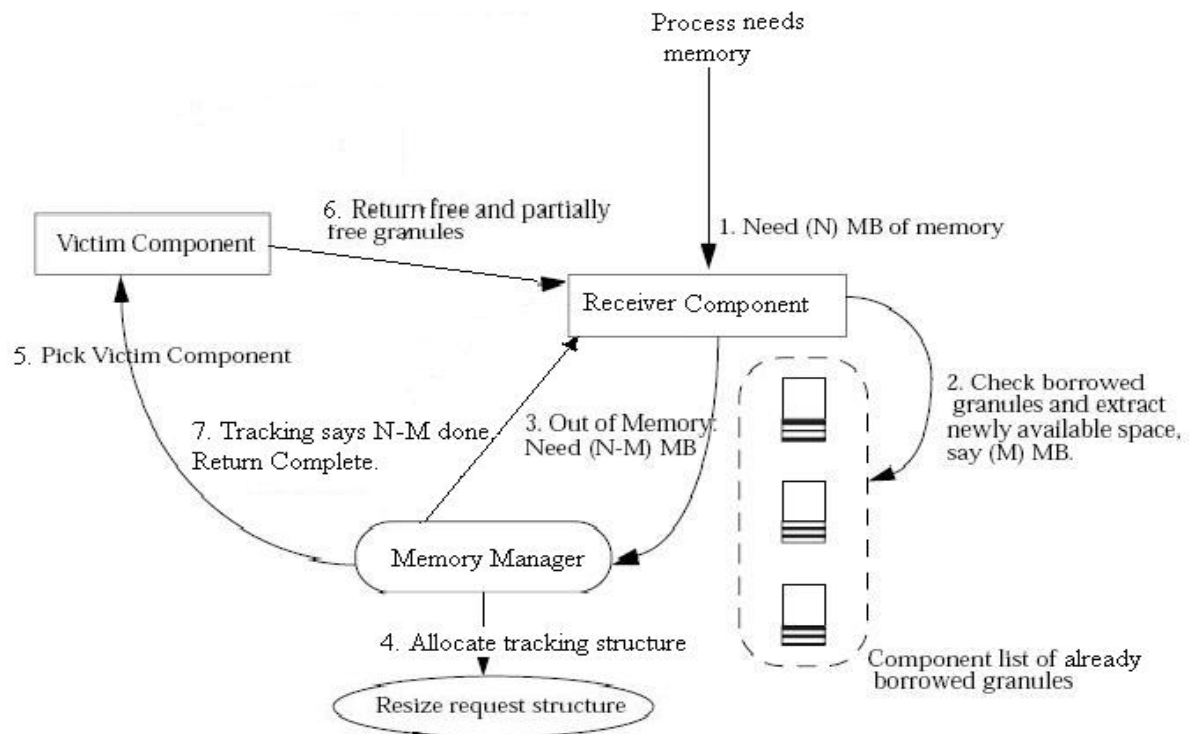 Process needs
memory
1. Need (N) MB of memory
6. Return free and partially
free granules
Victim Component
Receiver Component
5. Pick Victim Component
2. Check borrowed
granules and extract
newly available space,
say (M) MB.
7. Tracking says N-M done,
Return Complete.
3. Out of Memory:
Need (N-M) MB
Memory Manager
4. Allocate tracking structure
Resize request structure
Component list of already
borrowed granules